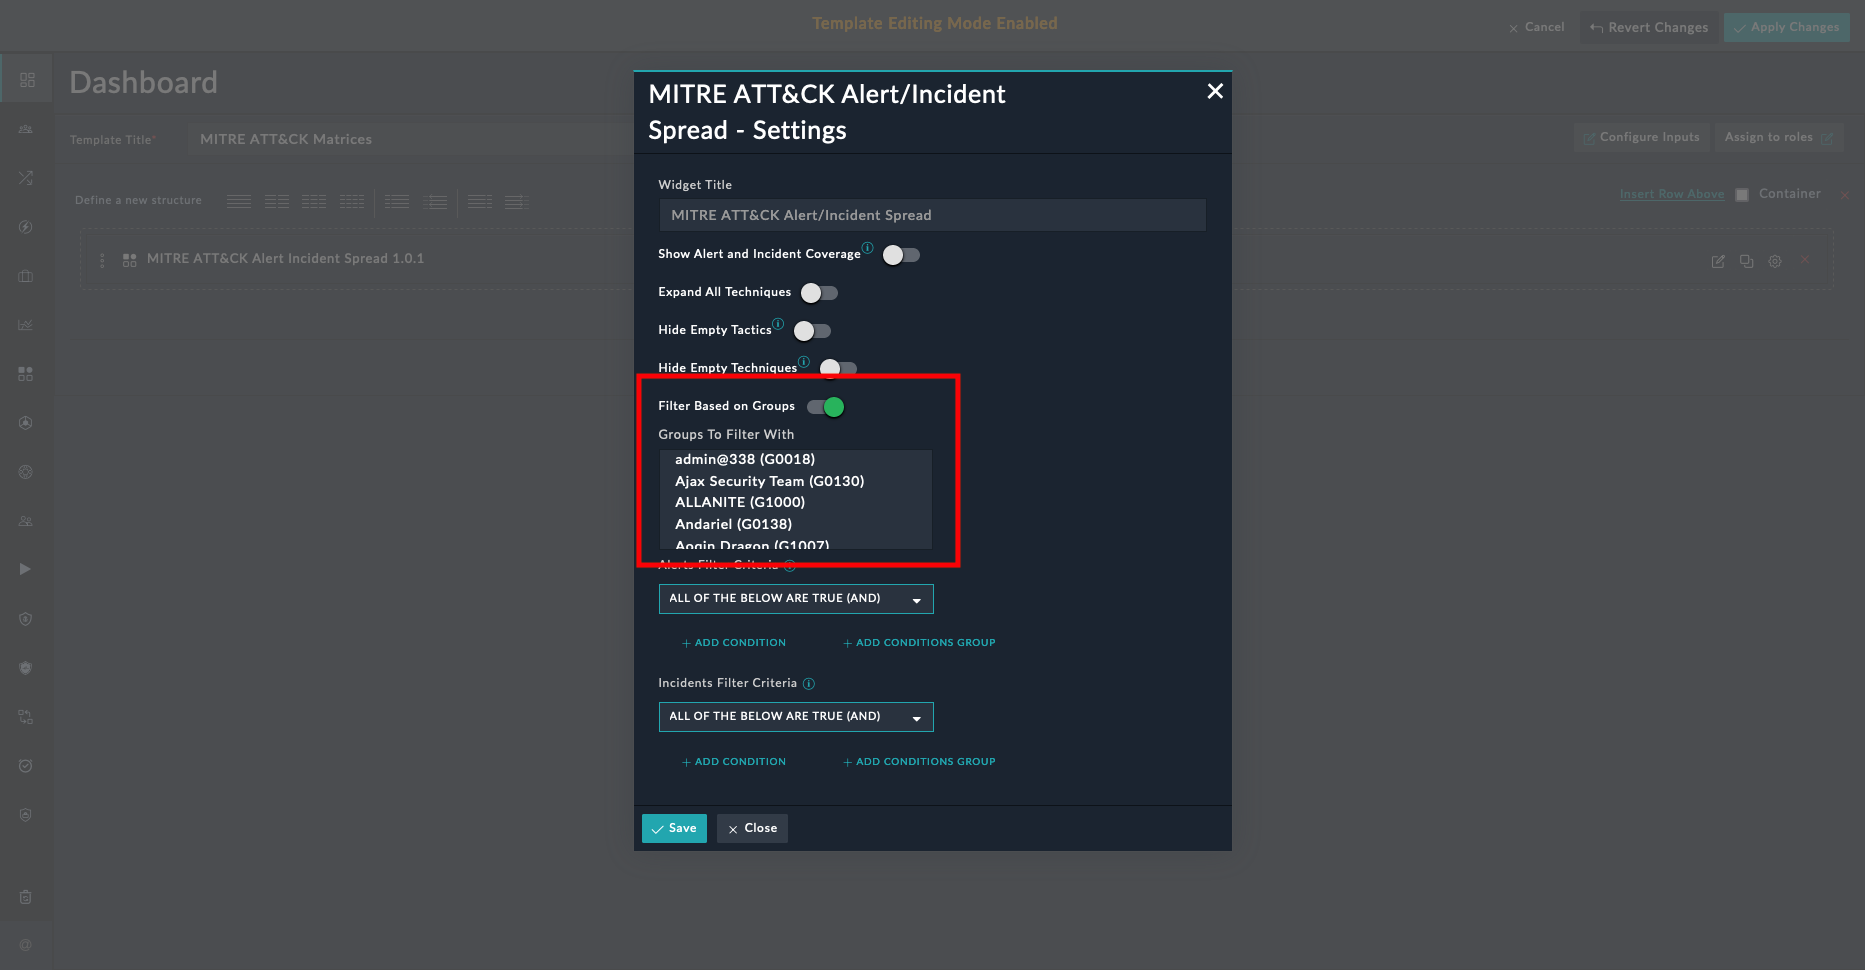 Template Editing Mode Enabled
Cancel
Revert Changes
Apply Changes
Dashboard
Template Title*
MITRE ATT&CK Matrices
Configure Inputs
Assign to roles
Define a new structure
Insert Row Above
Container
MITRE ATT&CK Alert Incident Spread 1.0.1
MITRE ATT&CK Alert/Incident
Spread - Settings
Widget Title
MITRE ATT&CK Alert/Incident Spread
Show Alert and Incident Coverage
Expand All Techniques
Hide Empty Tactics
Hide Empty Techniques
Filter Based on Groups
Groups To Filter With
admin@338 (G0018)
Ajax Security Team (G0130)
ALLANITE (G1000)
Andariel (G0138)
Aoqin Dragon (G1007)
Alerts Filter Criteria
ALL OF THE BELOW ARE TRUE (AND)
+ ADD CONDITION
+ ADD CONDITIONS GROUP
Incidents Filter Criteria
ALL OF THE BELOW ARE TRUE (AND)
+ ADD CONDITION
+ ADD CONDITIONS GROUP
Save
Close